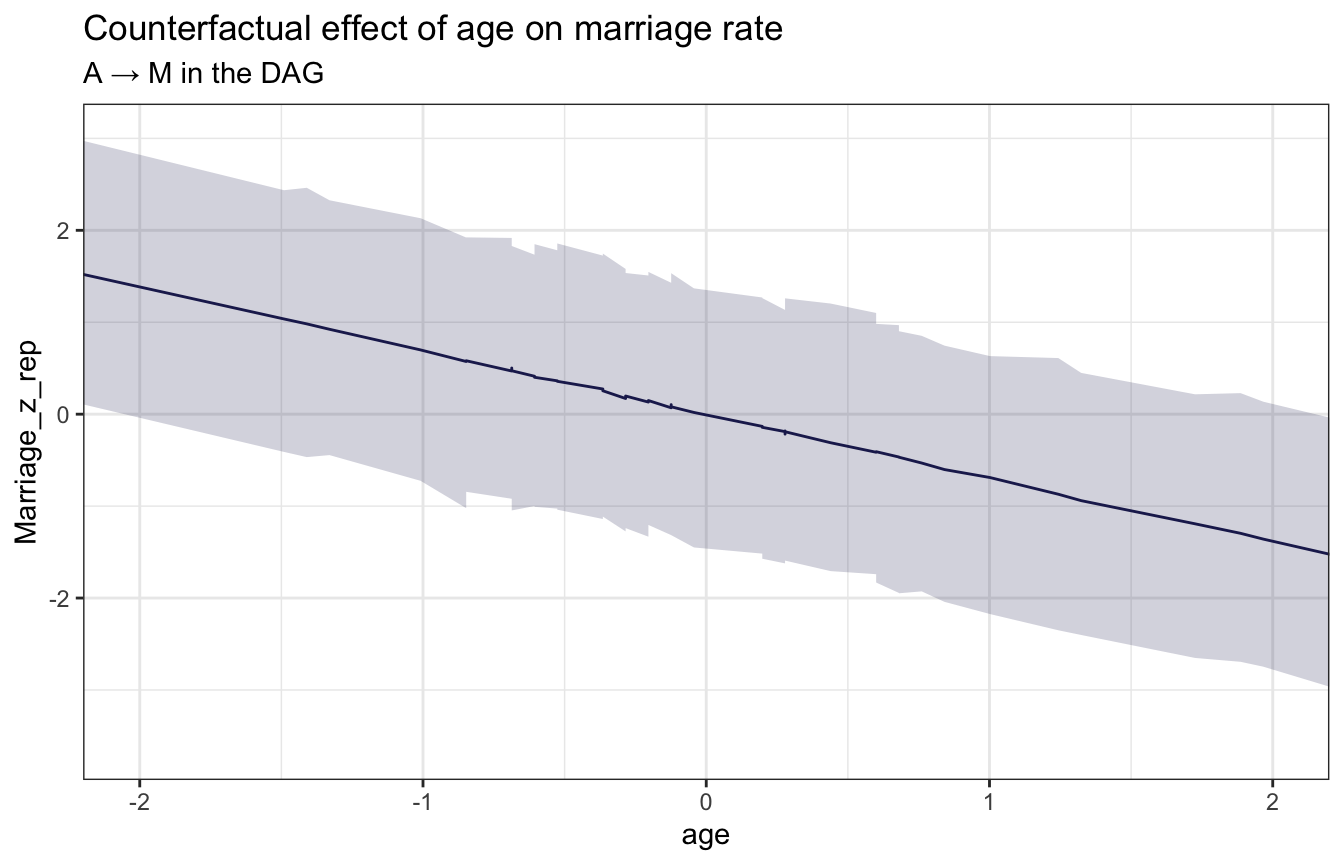 Counterfactual effect of age on marriage rate
A → M in the DAG
Marriage_z_rep
2
0
-2
-2
-1
0
1
2
age